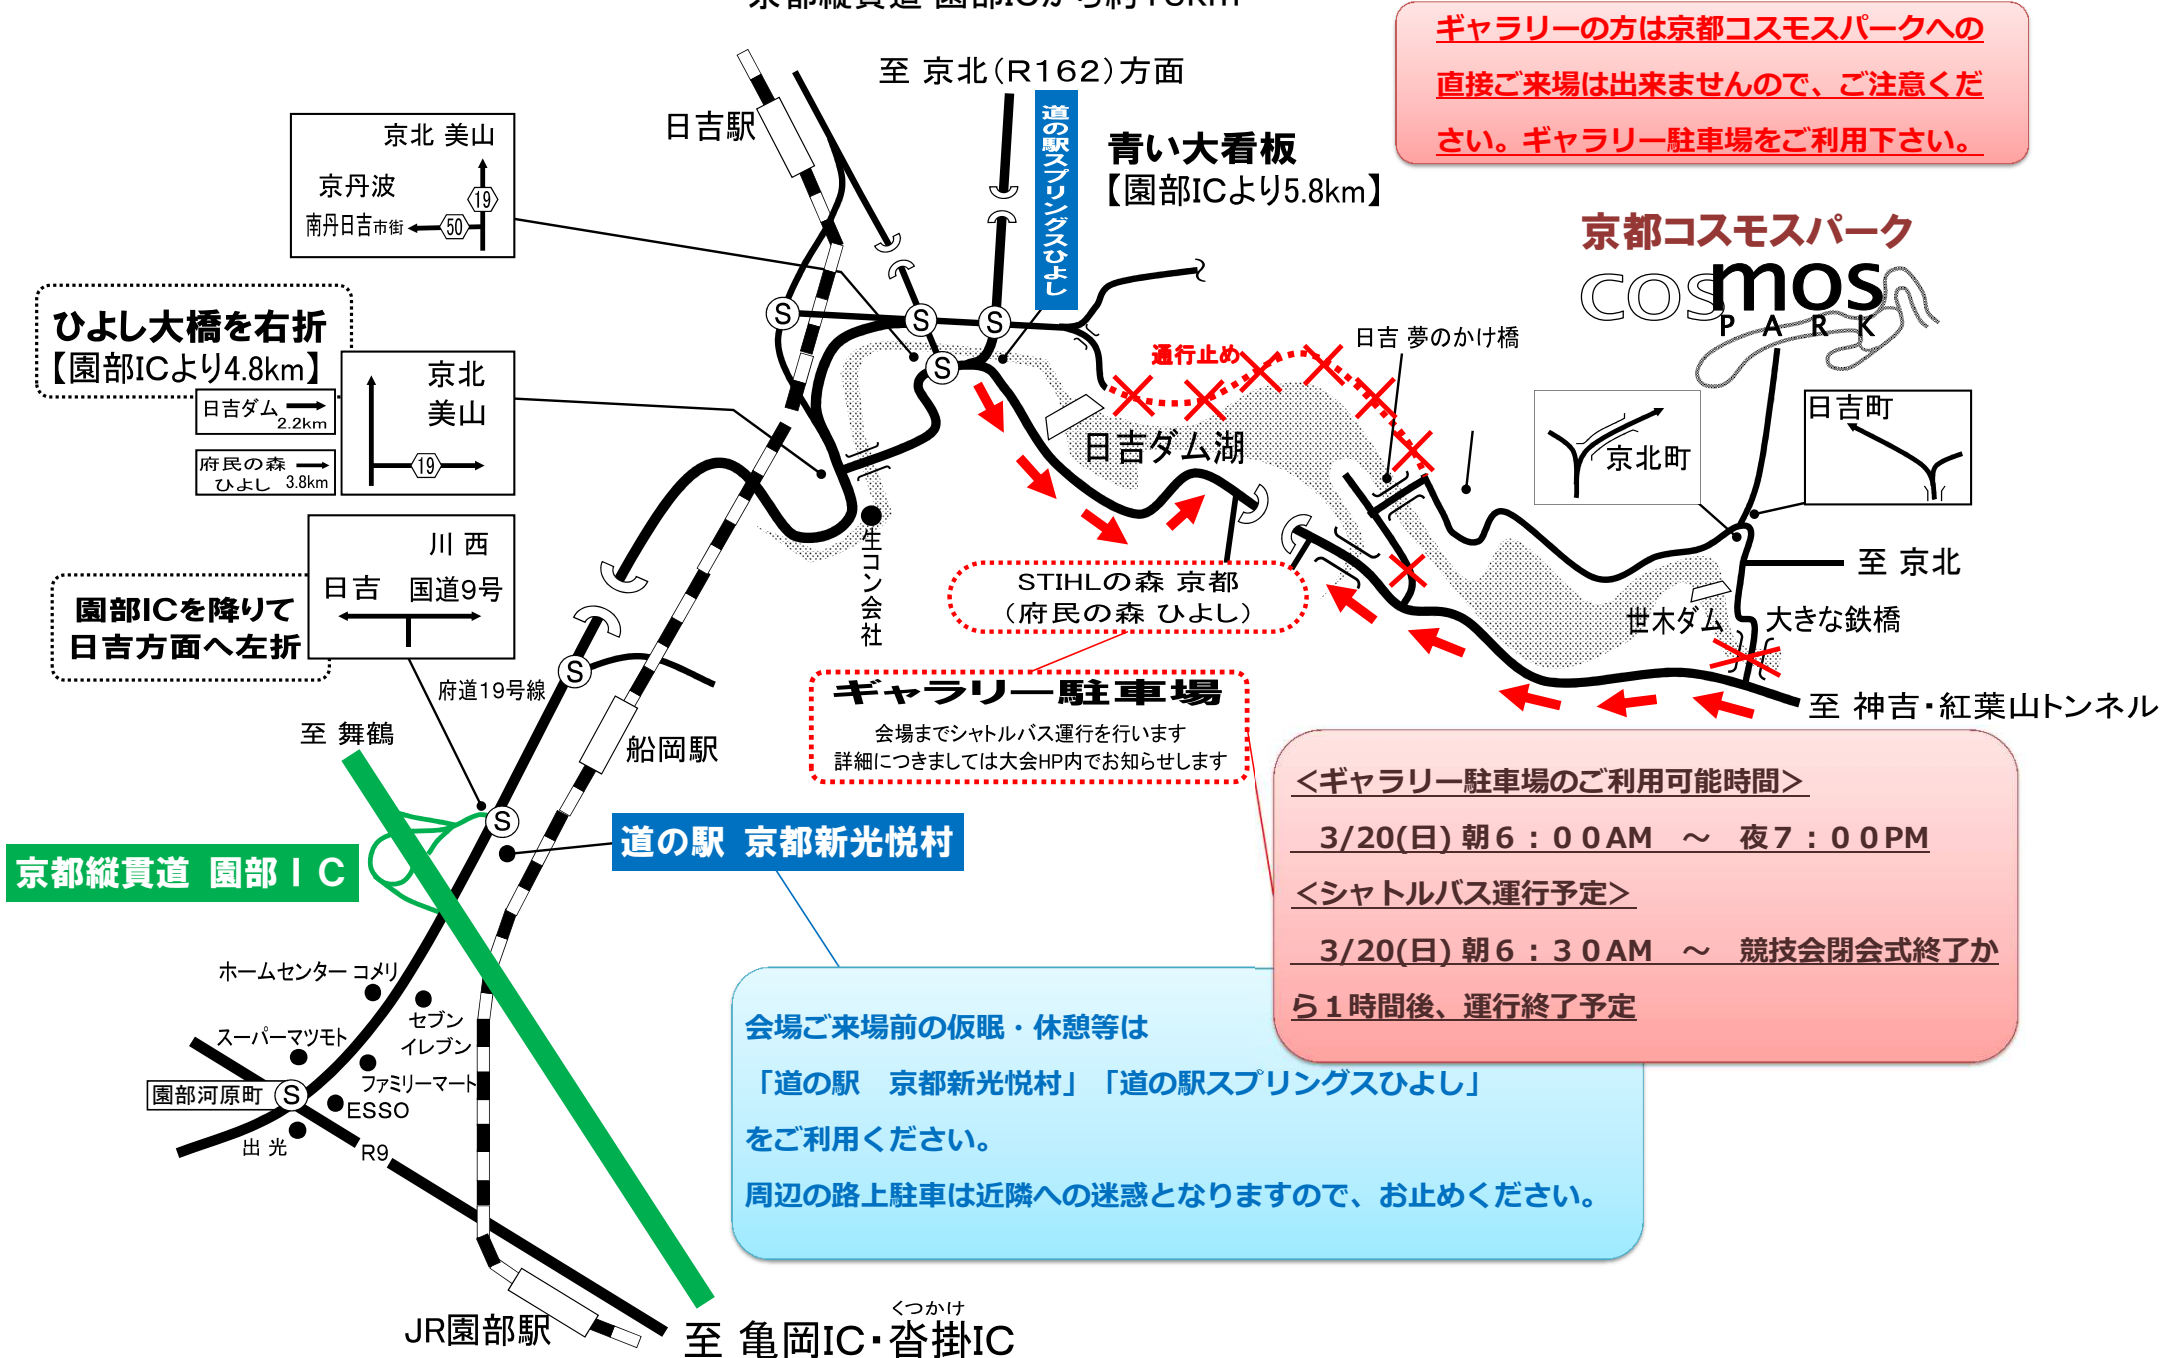 京都縦貫道 園部ICから約10km
ギャラリーの方は京都コスモスパークへの
直接ご来場は出来ませんので、ご注意くだ
さい。ギャラリー駐車場をご利用下さい。
至 京北(R162)方面
日吉駅
道の駅スプリングスひよし
青い大看板
【園部ICより5.8km】
京北 美山
京丹波
19
南丹日吉市街
50
京都コスモスパーク
COSmos
PARK
ひよし大橋を右折
【園部ICより4.8km】
日吉ダム
2.2km
府民の森
ひよし 3.8km
京北
美山
19
S
S
S
S
通行止め
日吉 夢のかけ橋
日吉ダム湖
京北町
日吉町
川 西
日吉 国道9号
園部ICを降りて
日吉方面へ左折
生コン会社
STIHLの森 京都
(府民の森 ひよし)
至 京北
世木ダム
大きな鉄橋
S
府道19号線
至 舞鶴
船岡駅
ギャラリー駐車場
会場までシャトルバス運行を行います
詳細につきましては大会HP内でお知らせします
至 神吉・紅葉山トンネル
<ギャラリー駐車場のご利用可能時間>
3/20(日) 朝6:00AM ～ 夜7:00PM
<シャトルバス運行予定>
3/20(日) 朝6:30AM ～ 競技会閉会式終了か
ら1時間後、運行終了予定
S
道の駅 京都新光悦村
京都縦貫道 園部IC
ホームセンター コメリ
セブン
イレブン
スーパーマツモト
ファミリーマート
園部河原町
S
ESSO
出 光
R9
会場ご来場前の仮眠・休憩等は
「道の駅 京都新光悦村」「道の駅スプリングスひよし」
をご利用ください。
周辺の路上駐車は近隣への迷惑となりますので、お止めください。
JR園部駅
くつかけ
至 亀岡IC・沓掛IC